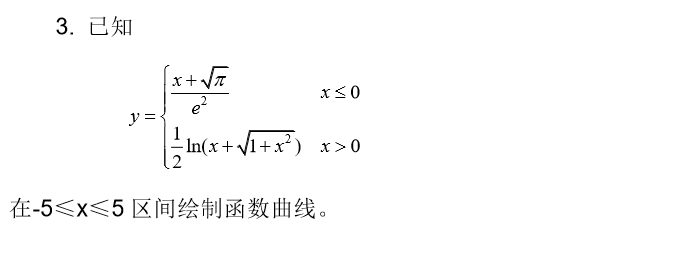 3. 已知
y = { (x+√π)/e² x ≤ 0
½ ln(x+√(1+x²)) x > 0
在-5≤x≤5 区间绘制函数曲线。